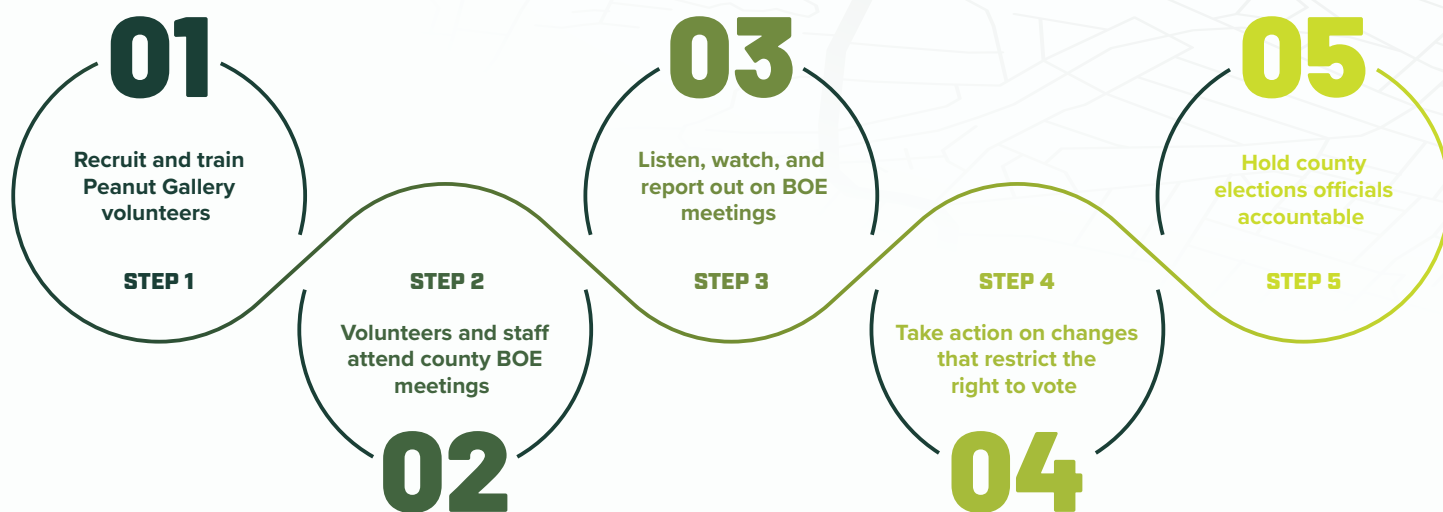 01
Recruit and train
Peanut Gallery
volunteers
STEP 1
STEP 2
Volunteers and staff
attend county BOE
meetings
02
03
Listen, watch, and
report out on BOE
meetings
STEP 3
STEP 4
Take action on changes
that restrict the
right to vote
04
05
Hold county
elections officials
accountable
STEP 5